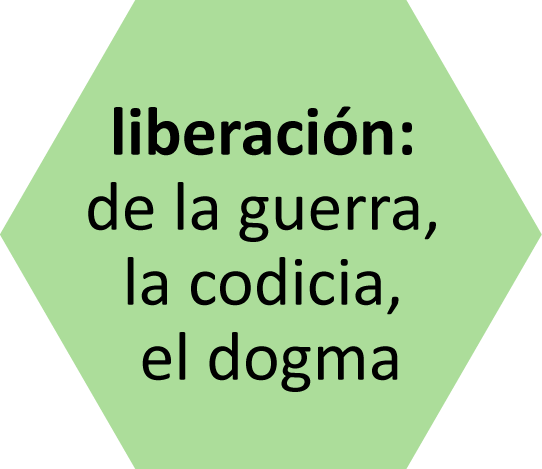 liberación:
de la guerra,
la codicia,
el dogma